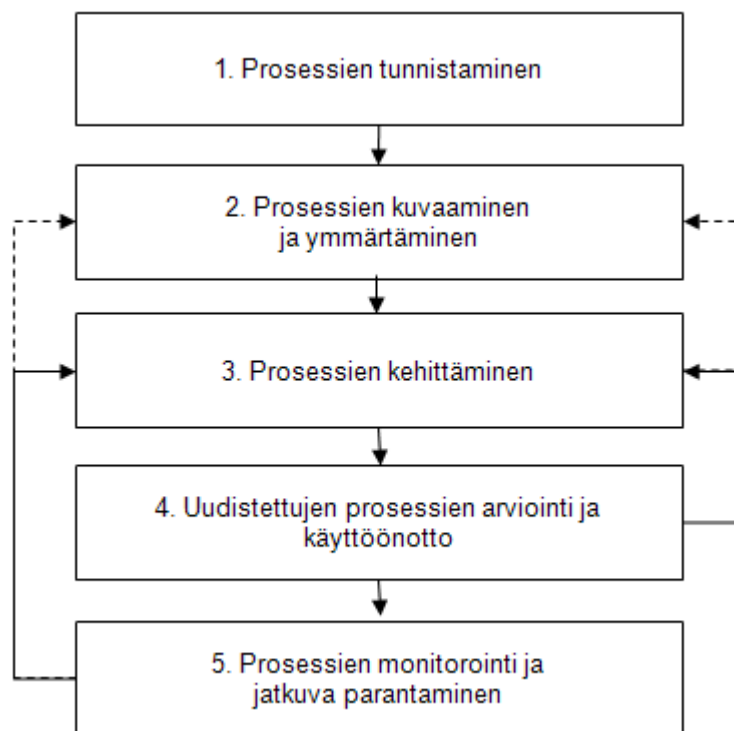 1. Prosessien tunnistaminen
2. Prosessien kuvaaminen
ja ymmärtäminen
3. Prosessien kehittäminen
4. Uudistettujen prosessien arviointi ja
käyttöönotto
5. Prosessien monitorointi ja
jatkuva parantaminen